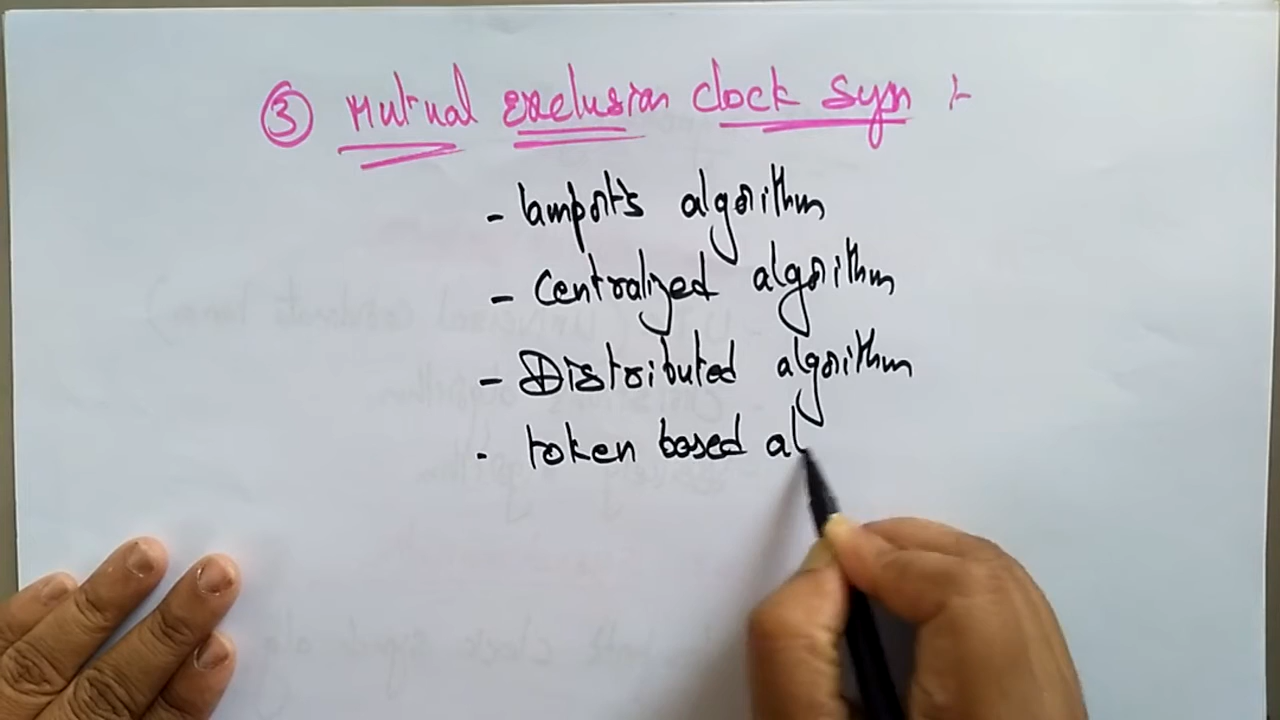 ③ Mutual exclusion clock syn :-
- lamport's algorithm
- Centralized algorithm
- Distributed algorithm
- token based al